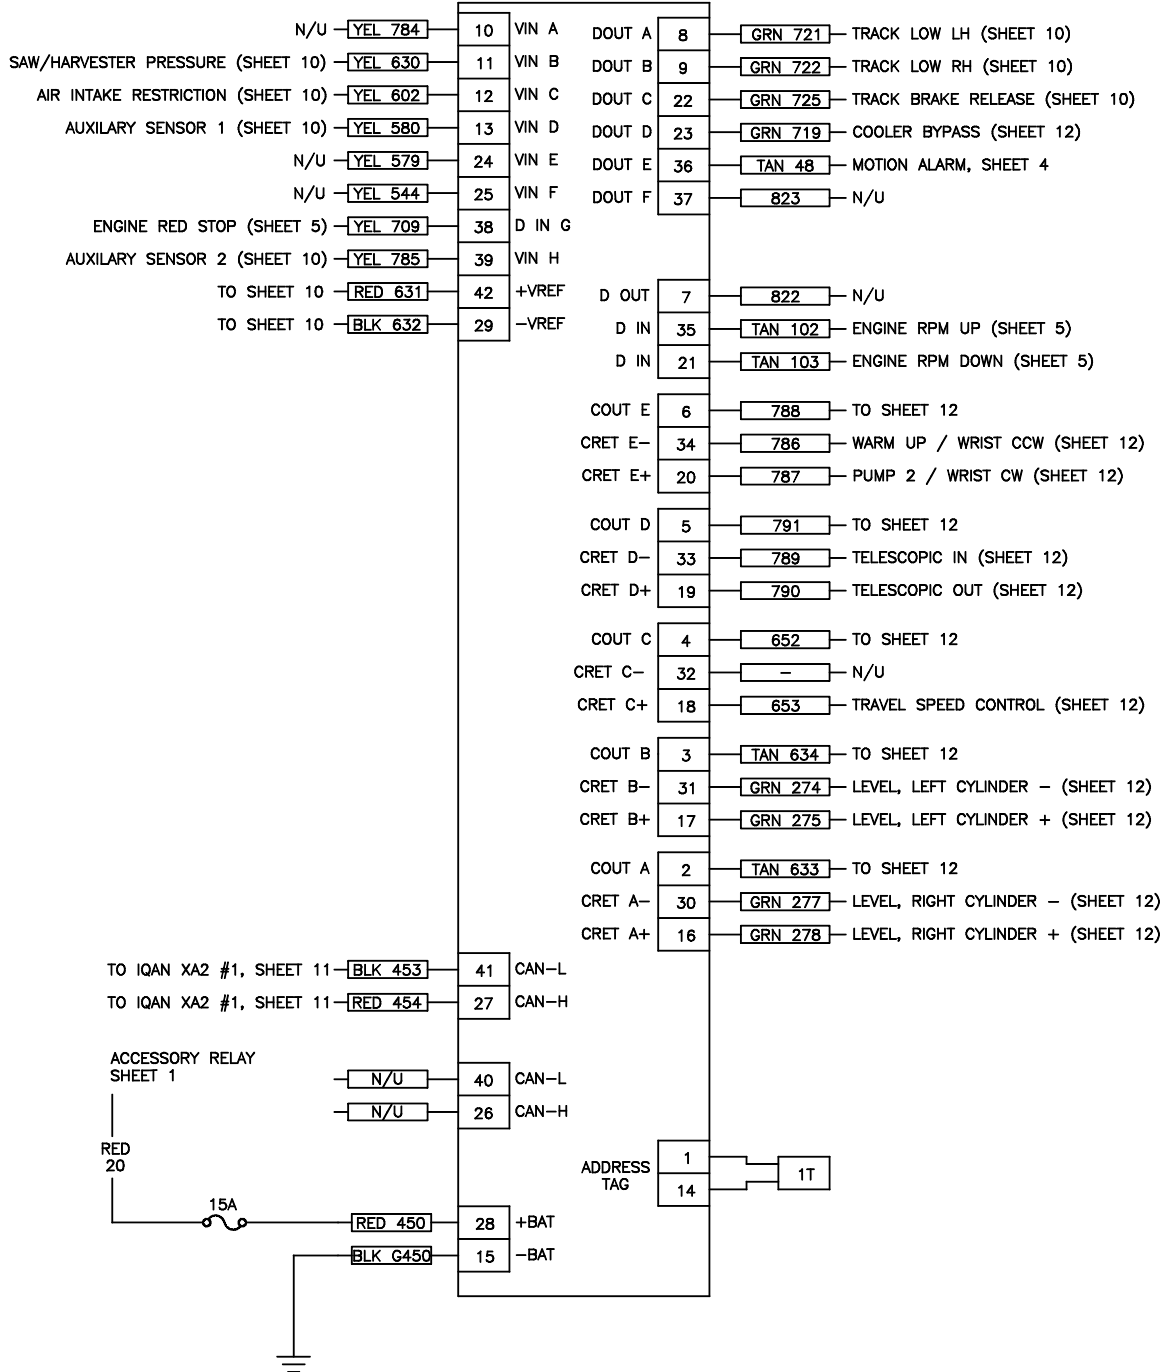 N/U YEL 784 10 VIN A
SAW/HARVESTER PRESSURE (SHEET 10) YEL 630 11 VIN B
AIR INTAKE RESTRICTION (SHEET 10) YEL 602 12 VIN C
AUXILARY SENSOR 1 (SHEET 10) YEL 580 13 VIN D
N/U YEL 579 24 VIN E
N/U YEL 544 25 VIN F
ENGINE RED STOP (SHEET 5) YEL 709 38 D IN G
AUXILARY SENSOR 2 (SHEET 10) YEL 785 39 VIN H
TO SHEET 10 RED 631 42 +VREF
TO SHEET 10 BLK 632 29 -VREF
DOUT A 8 GRN 721 TRACK LOW LH (SHEET 10)
DOUT B 9 GRN 722 TRACK LOW RH (SHEET 10)
DOUT C 22 GRN 725 TRACK BRAKE RELEASE (SHEET 10)
DOUT D 23 GRN 719 COOLER BYPASS (SHEET 12)
DOUT E 36 TAN 48 MOTION ALARM, SHEET 4
DOUT F 37 823 N/U
D OUT 7 822 N/U
D IN 35 TAN 102 ENGINE RPM UP (SHEET 5)
D IN 21 TAN 103 ENGINE RPM DOWN (SHEET 5)
COUT E 6 788 TO SHEET 12
CRET E- 34 786 WARM UP / WRIST CCW (SHEET 12)
CRET E+ 20 787 PUMP 2 / WRIST CW (SHEET 12)
COUT D 5 791 TO SHEET 12
CRET D- 33 789 TELESCOPIC IN (SHEET 12)
CRET D+ 19 790 TELESCOPIC OUT (SHEET 12)
COUT C 4 652 TO SHEET 12
CRET C- 32 - N/U
CRET C+ 18 653 TRAVEL SPEED CONTROL (SHEET 12)
COUT B 3 TAN 634 TO SHEET 12
CRET B- 31 GRN 274 LEVEL, LEFT CYLINDER - (SHEET 12)
CRET B+ 17 GRN 275 LEVEL, LEFT CYLINDER + (SHEET 12)
COUT A 2 TAN 633 TO SHEET 12
CRET A- 30 GRN 277 LEVEL, RIGHT CYLINDER - (SHEET 12)
CRET A+ 16 GRN 278 LEVEL, RIGHT CYLINDER + (SHEET 12)
TO IQAN XA2 #1, SHEET 11 BLK 453 41 CAN-L
TO IQAN XA2 #1, SHEET 11 RED 454 27 CAN-H
ACCESSORY RELAY
SHEET 1
N/U 40 CAN-L
N/U 26 CAN-H
RED
20
ADDRESS
TAG
1
14
1T
15A
RED 450 28 +BAT
BLK G450 15 -BAT